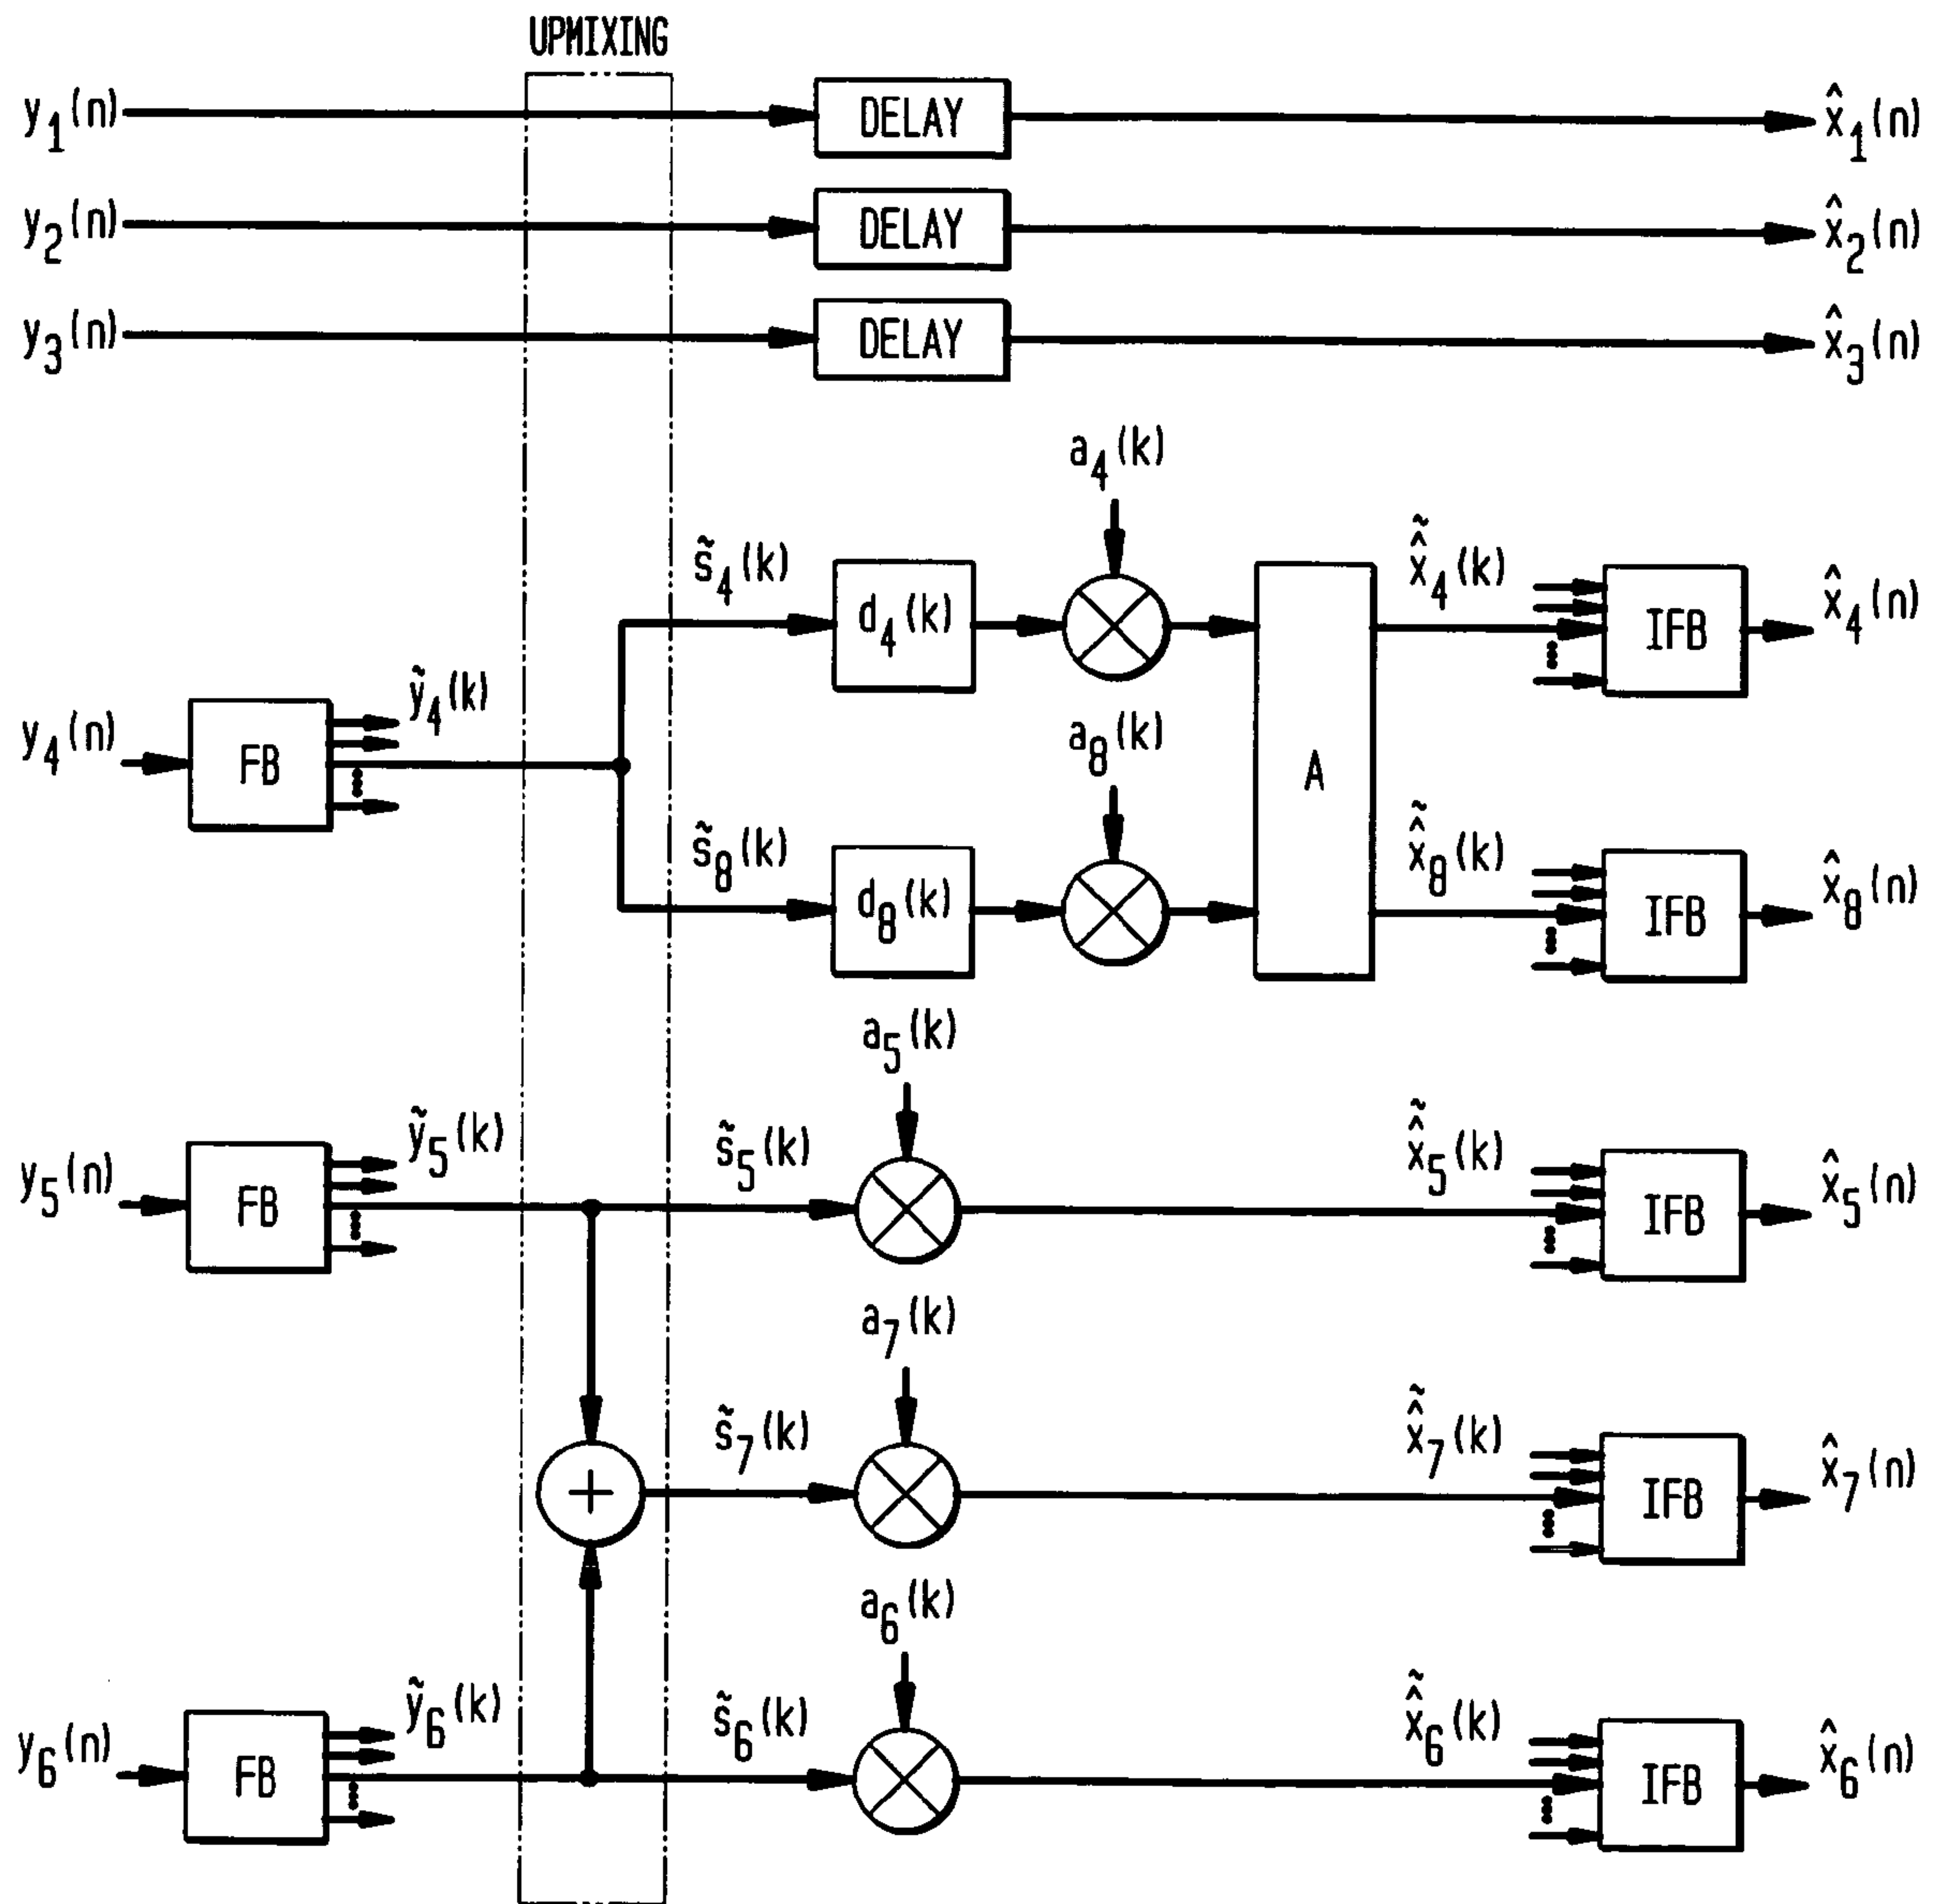 UPMIXING
y₁(n) DELAY x̂₁(n)
y₂(n) DELAY x̂₂(n)
y₃(n) DELAY x̂₃(n)
a₄(k)
s̃₄(k) d₄(k) x̂̃₄(k) IFB x̂₄(n)
y₄(n) FB ỹ₄(k) a₈(k) A
s̃₈(k) d₈(k) x̂̃₈(k) IFB x̂₈(n)
a₅(k)
y₅(n) FB ỹ₅(k) s̃₅(k) x̂̃₅(k) IFB x̂₅(n)
a₇(k)
+ s̃₇(k) x̂̃₇(k) IFB x̂₇(n)
a₆(k)
y₆(n) FB ỹ₆(k) s̃₆(k) x̂̃₆(k) IFB x̂₆(n)